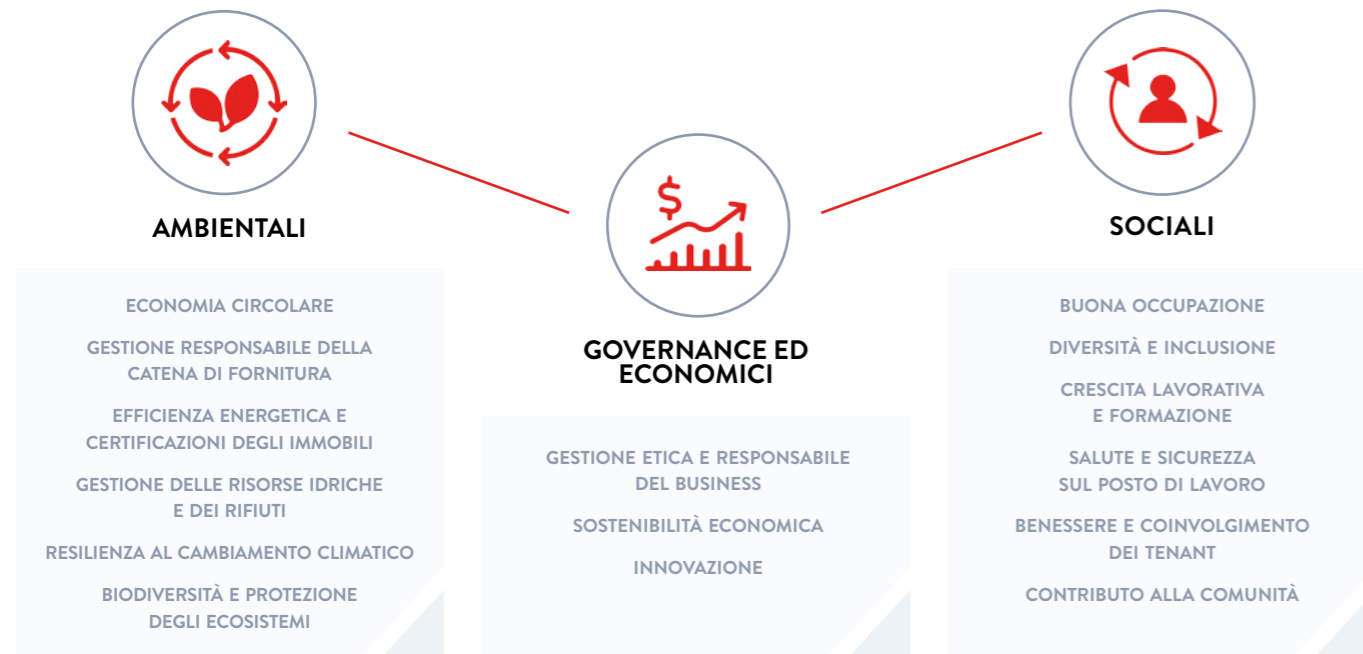 AMBIENTALI
ECONOMIA CIRCOLARE
GESTIONE RESPONSABILE DELLA
CATENA DI FORNITURA
EFFICIENZA ENERGETICA E
CERTIFICAZIONI DEGLI IMMOBILI
GESTIONE DELLE RISORSE IDRICHE
E DEI RIFIUTI
RESILIENZA AL CAMBIAMENTO CLIMATICO
BIODIVERSITÀ E PROTEZIONE
DEGLI ECOSISTEMI
$
GOVERNANCE ED
ECONOMICI
GESTIONE ETICA E RESPONSABILE
DEL BUSINESS
SOSTENIBILITÀ ECONOMICA
INNOVAZIONE
SOCIALI
BUONA OCCUPAZIONE
DIVERSITÀ E INCLUSIONE
CRESCITA LAVORATIVA
E FORMAZIONE
SALUTE E SICUREZZA
SUL POSTO DI LAVORO
BENESSERE E COINVOLGIMENTO
DEI TENANT
CONTRIBUTO ALLA COMUNITÀ